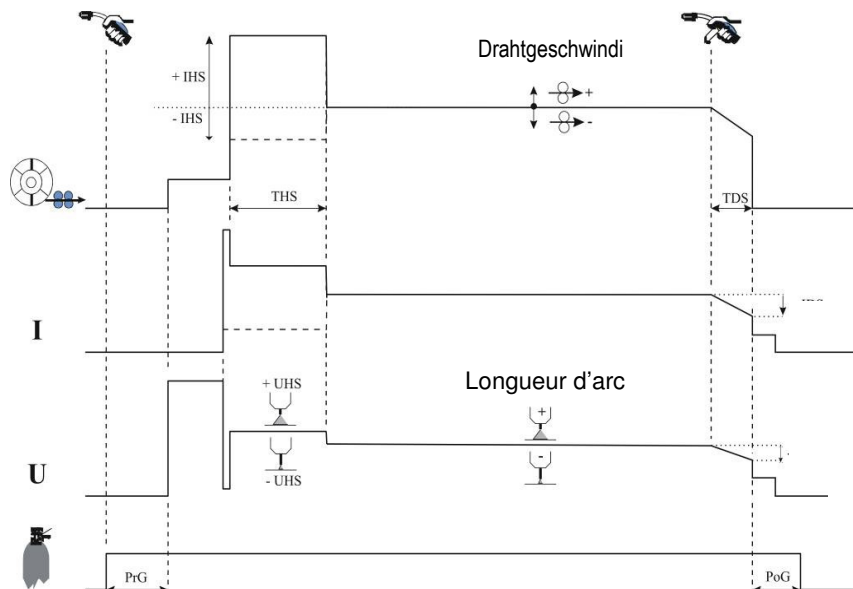 Drahtgeschwindi
+ IHS
- IHS
+
-
THS
TDS
I
+ UHS
Longueur d'arc
+
-
- UHS
U
PrG
PoG